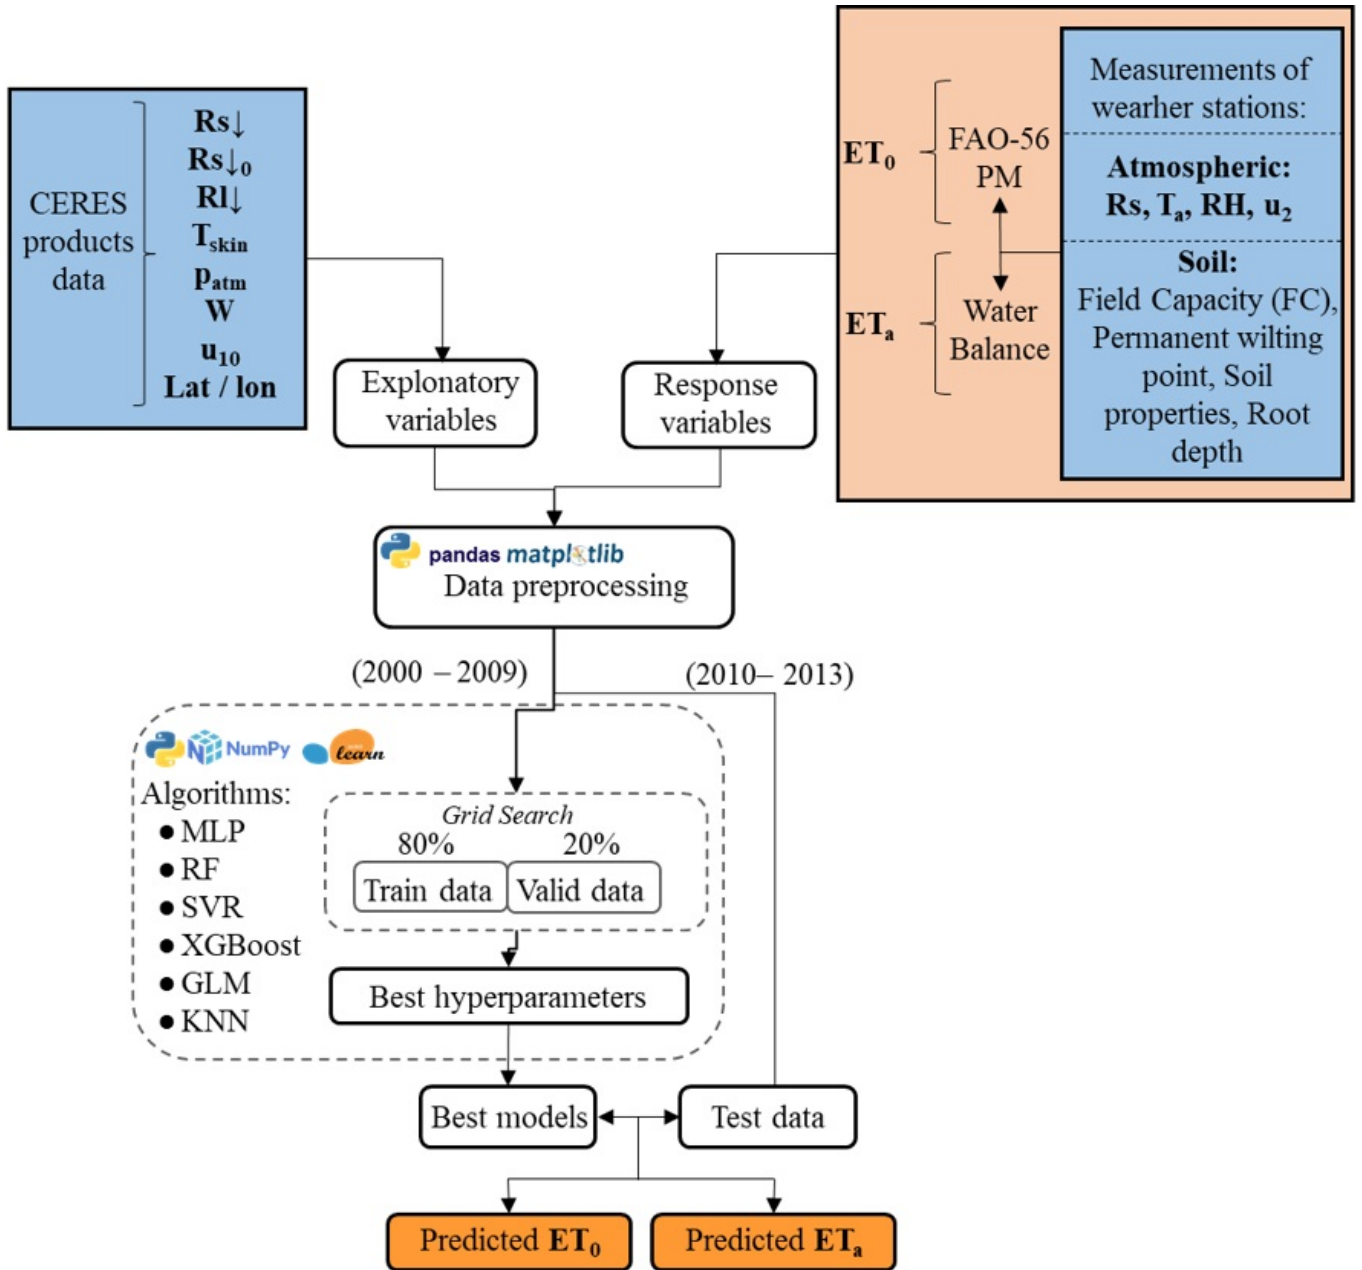 CERES
products
data
Rs↓
Rs↓0
Rl↓
Tskin
patm
W
u10
Lat / lon
ET0
FAO-56
PM
ETa
Water
Balance
Measurements of
wearher stations:
Atmospheric:
Rs, Ta, RH, u2
Soil:
Field Capacity (FC),
Permanent wilting
point, Soil
properties, Root
depth
Explonatory
variables
Response
variables
pandas matplotlib
Data preprocessing
(2000 – 2009)
(2010– 2013)
NumPy
learn
Algorithms:
● MLP
● RF
● SVR
● XGBoost
● GLM
● KNN
Grid Search
80%
20%
Train data
Valid data
Best hyperparameters
Best models
Test data
Predicted ET0
Predicted ETa